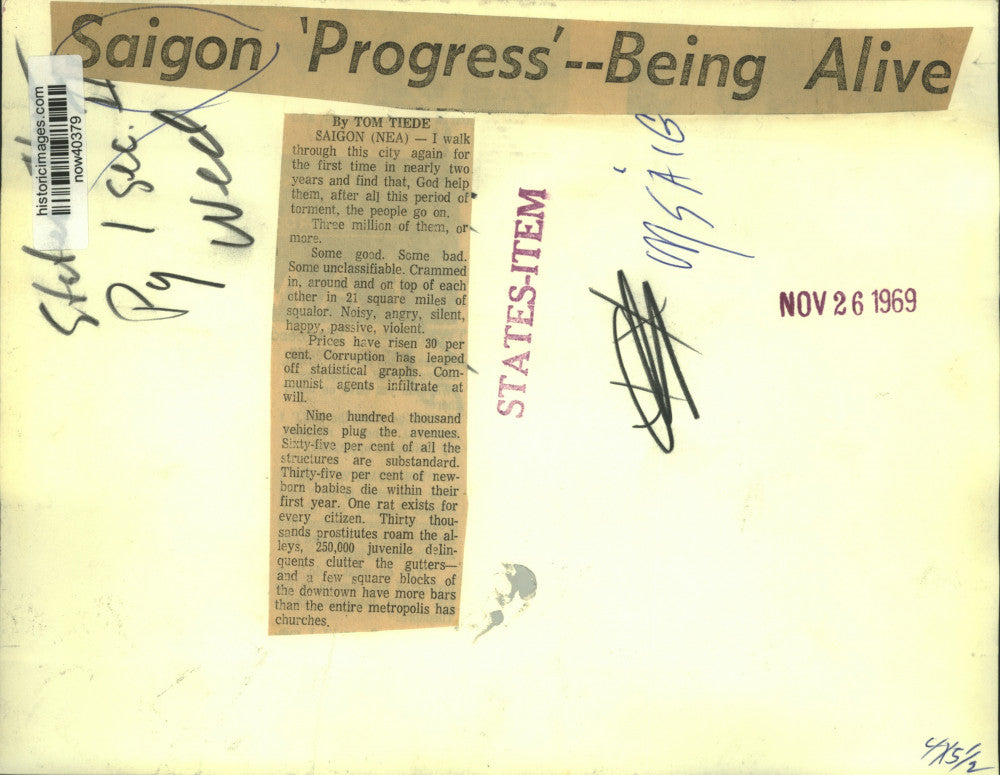 Saigon 'Progress'--Being Alive
historicimages.com
now40379
1 sec.
Py
Wed
By TOM TIEDE
SAIGON (NEA) — I walk
through this city again for
the first time in nearly two
years and find that, God help
them, after all this period of
torment, the people go on.
Three million of them, or
more.
Some good. Some bad.
Some unclassifiable. Crammed
in, around and on top of each
other in 21 square miles of
squalor. Noisy, angry, silent,
happy, passive, violent.
Prices have risen 30 per
cent. Corruption has leaped
off statistical graphs. Com-
munist agents infiltrate at
will.
Nine hundred thousand
vehicles plug the avenues.
Sixty-five per cent of all the
structures are substandard.
Thirty-five per cent of new-
born babies die within their
first year. One rat exists for
every citizen. Thirty thou-
sands prostitutes roam the al-
leys, 250,000 juvenile delin-
quents clutter the gutters—
and a few square blocks of
the downtown have more bars
than the entire metropolis has
churches.
STATES-ITEM
NOV 26 1969
4X5½